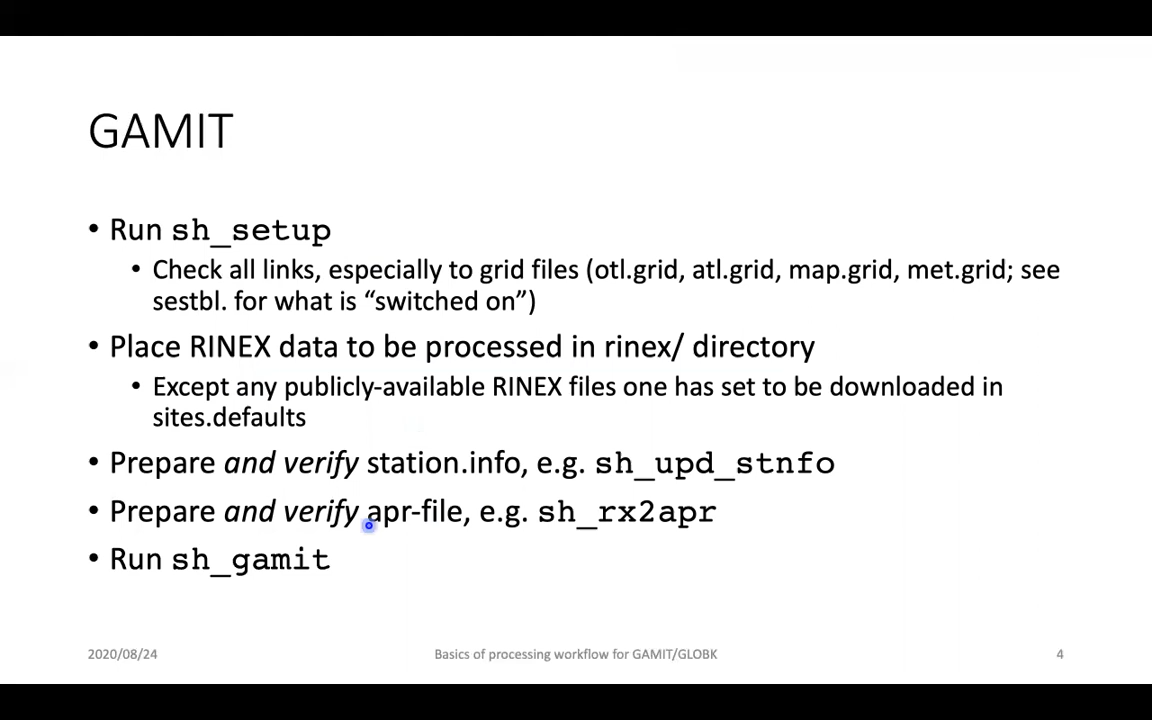 GAMIT
• Run sh_setup
• Check all links, especially to grid files (otl.grid, atl.grid, map.grid, met.grid; see
sestbl. for what is “switched on”)
• Place RINEX data to be processed in rinex/ directory
• Except any publicly-available RINEX files one has set to be downloaded in
sites.defaults
• Prepare and verify station.info, e.g. sh_upd_stnfo
• Prepare and verify apr-file, e.g. sh_rx2apr
• Run sh_gamit
2020/08/24
Basics of processing workflow for GAMIT/GLOBK
4